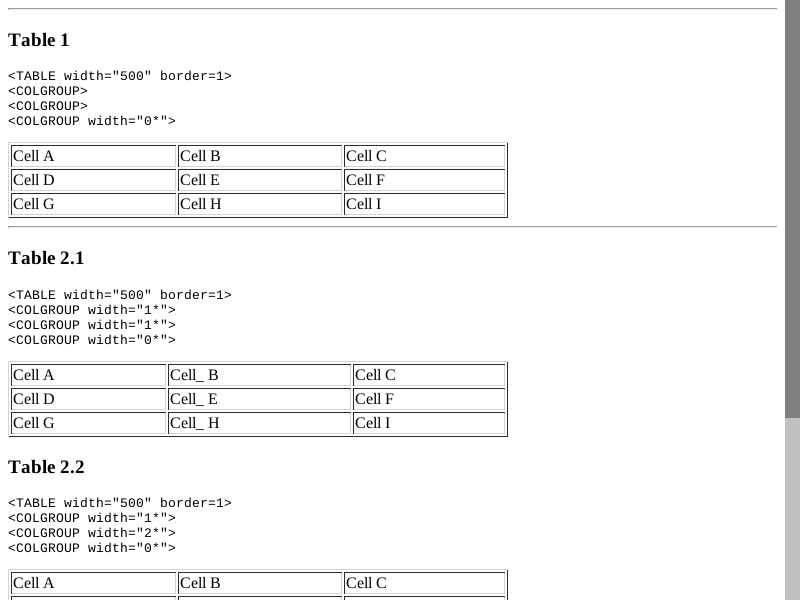 Table 1
<TABLE width="500" border=1>
<COLGROUP>
<COLGROUP>
<COLGROUP width="0*">
Cell A Cell B Cell C
Cell D Cell E Cell F
Cell G Cell H Cell I
Table 2.1
<TABLE width="500" border=1>
<COLGROUP width="1*">
<COLGROUP width="1*">
<COLGROUP width="0*">
Cell A Cell_ B Cell C
Cell D Cell_ E Cell F
Cell G Cell_ H Cell I
Table 2.2
<TABLE width="500" border=1>
<COLGROUP width="1*">
<COLGROUP width="2*">
<COLGROUP width="0*">
Cell A Cell B Cell C